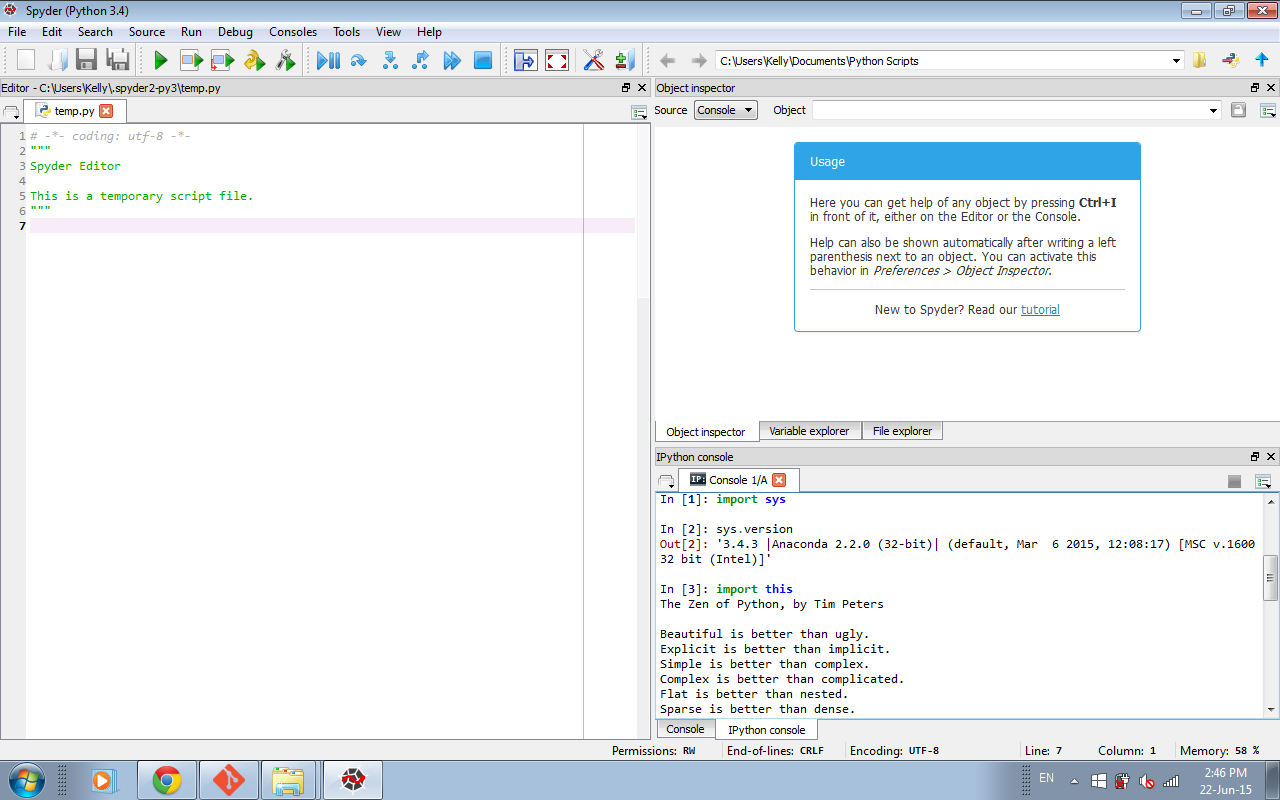 Spyder (Python 3.4)
File Edit Search Source Run Debug Consoles Tools View Help
C:\Users\Kelly\Documents\Python Scripts
Editor - C:\Users\Kelly\.spyder2-py3\temp.py
temp.py
1 # -*- coding: utf-8 -*-
2 """
3 Spyder Editor
4
5 This is a temporary script file.
6 """
7
Object inspector
Source Console Object
Usage
Here you can get help of any object by pressing Ctrl+I
in front of it, either on the Editor or the Console.
Help can also be shown automatically after writing a left
parenthesis next to an object. You can activate this
behavior in Preferences > Object Inspector.
New to Spyder? Read our tutorial
Object inspector Variable explorer File explorer
IPython console
IP: Console 1/A
In [1]: import sys
In [2]: sys.version
Out[2]: '3.4.3 |Anaconda 2.2.0 (32-bit)| (default, Mar  6 2015, 12:08:17) [MSC v.1600
32 bit (Intel)]'
In [3]: import this
The Zen of Python, by Tim Peters
Beautiful is better than ugly.
Explicit is better than implicit.
Simple is better than complex.
Complex is better than complicated.
Flat is better than nested.
Sparse is better than dense.
Console IPython console
Permissions: RW End-of-lines: CRLF Encoding: UTF-8 Line: 7 Column: 1 Memory: 58 %
EN
2:46 PM
22-Jun-15